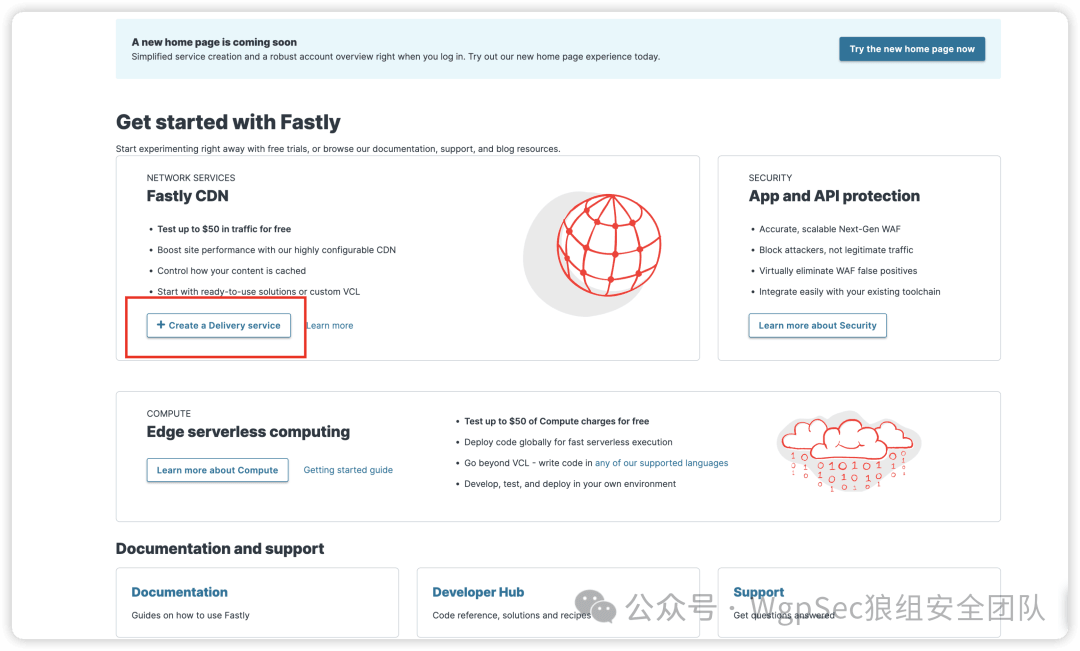 A new home page is coming soon
Simplified service creation and a robust account overview right when you log in. Try out our new home page experience today.
Try the new home page now
Get started with Fastly
Start experimenting right away with free trials, or browse our documentation, support, and blog resources.
NETWORK SERVICES
Fastly CDN
• Test up to $50 in traffic for free
• Boost site performance with our highly configurable CDN
• Control how your content is cached
• Start with ready-to-use solutions or custom VCL
+ Create a Delivery service
Learn more
SECURITY
App and API protection
• Accurate, scalable Next-Gen WAF
• Block attackers, not legitimate traffic
• Virtually eliminate WAF false positives
• Integrate easily with your existing toolchain
Learn more about Security
COMPUTE
Edge serverless computing
Learn more about Compute
Getting started guide
• Test up to $50 of Compute charges for free
• Deploy code globally for fast serverless execution
• Go beyond VCL - write code in any of our supported languages
• Develop, test, and deploy in your own environment
Documentation and support
Documentation
Guides on how to use Fastly
Developer Hub
Code reference, solutions and recipes
Support
Get questions answered
公众号 · WgpSec狼组安全团队